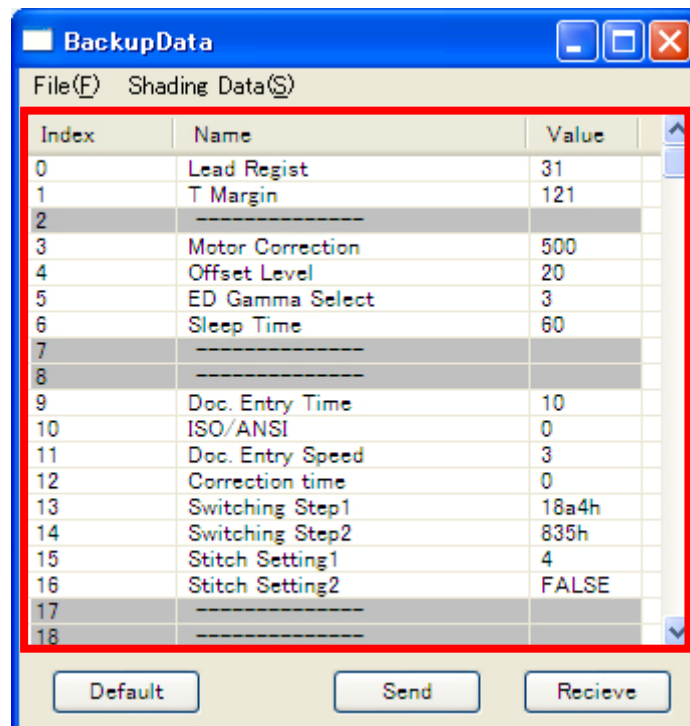 BackupData
File(F) Shading Data(S)
Index Name Value
0 Lead Regist 31
1 T Margin 121
2 --------------
3 Motor Correction 500
4 Offset Level 20
5 ED Gamma Select 3
6 Sleep Time 60
7 --------------
8 --------------
9 Doc. Entry Time 10
10 ISO/ANSI 0
11 Doc. Entry Speed 3
12 Correction time 0
13 Switching Step1 18a4h
14 Switching Step2 835h
15 Stitch Setting1 4
16 Stitch Setting2 FALSE
17 --------------
18 --------------
Default Send Recieve